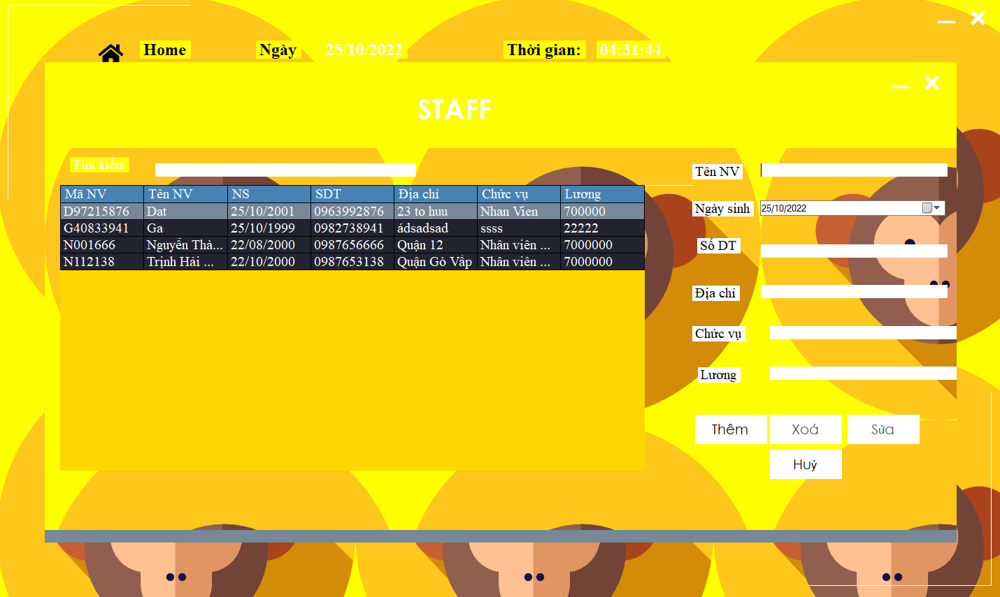 Home Ngày 25/10/2022 Thời gian: 04:31:44
STAFF
Tìm kiếm
Mã NV Tên NV NS SDT Địa chỉ Chức vụ Lương
D97215876 Dat 25/10/2001 0963992876 23 to huu Nhan Vien 700000
G40833941 Ga 25/10/1999 0982738941 ádsadsad ssss 22222
N001666 Nguyễn Thà... 22/08/2000 0987656666 Quận 12 Nhân viên ... 7000000
N112138 Trịnh Hải ... 22/10/2000 0987653138 Quận Gò Vấp Nhân viên ... 7000000
Tên NV
Ngày sinh 25/10/2022
Số DT
Địa chỉ
Chức vụ
Lương
Thêm Xoá Sửa
Huỷ